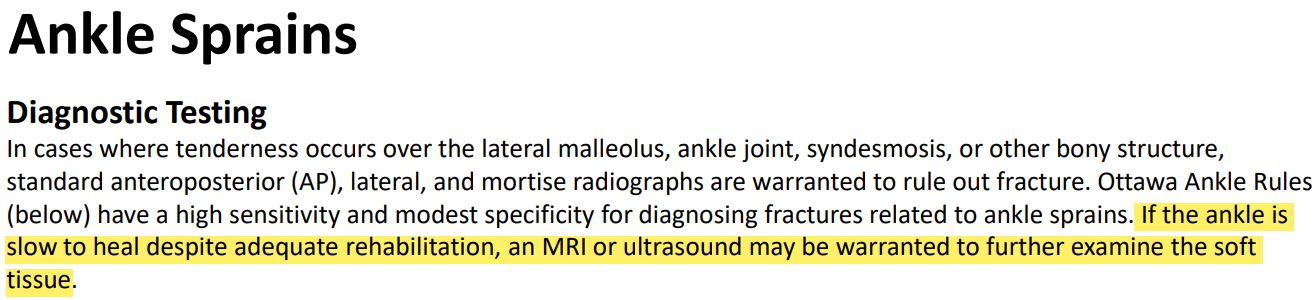 Ankle Sprains
Diagnostic Testing
In cases where tenderness occurs over the lateral malleolus, ankle joint, syndesmosis, or other bony structure,
standard anteroposterior (AP), lateral, and mortise radiographs are warranted to rule out fracture. Ottawa Ankle Rules
(below) have a high sensitivity and modest specificity for diagnosing fractures related to ankle sprains. If the ankle is
slow to heal despite adequate rehabilitation, an MRI or ultrasound may be warranted to further examine the soft
tissue.